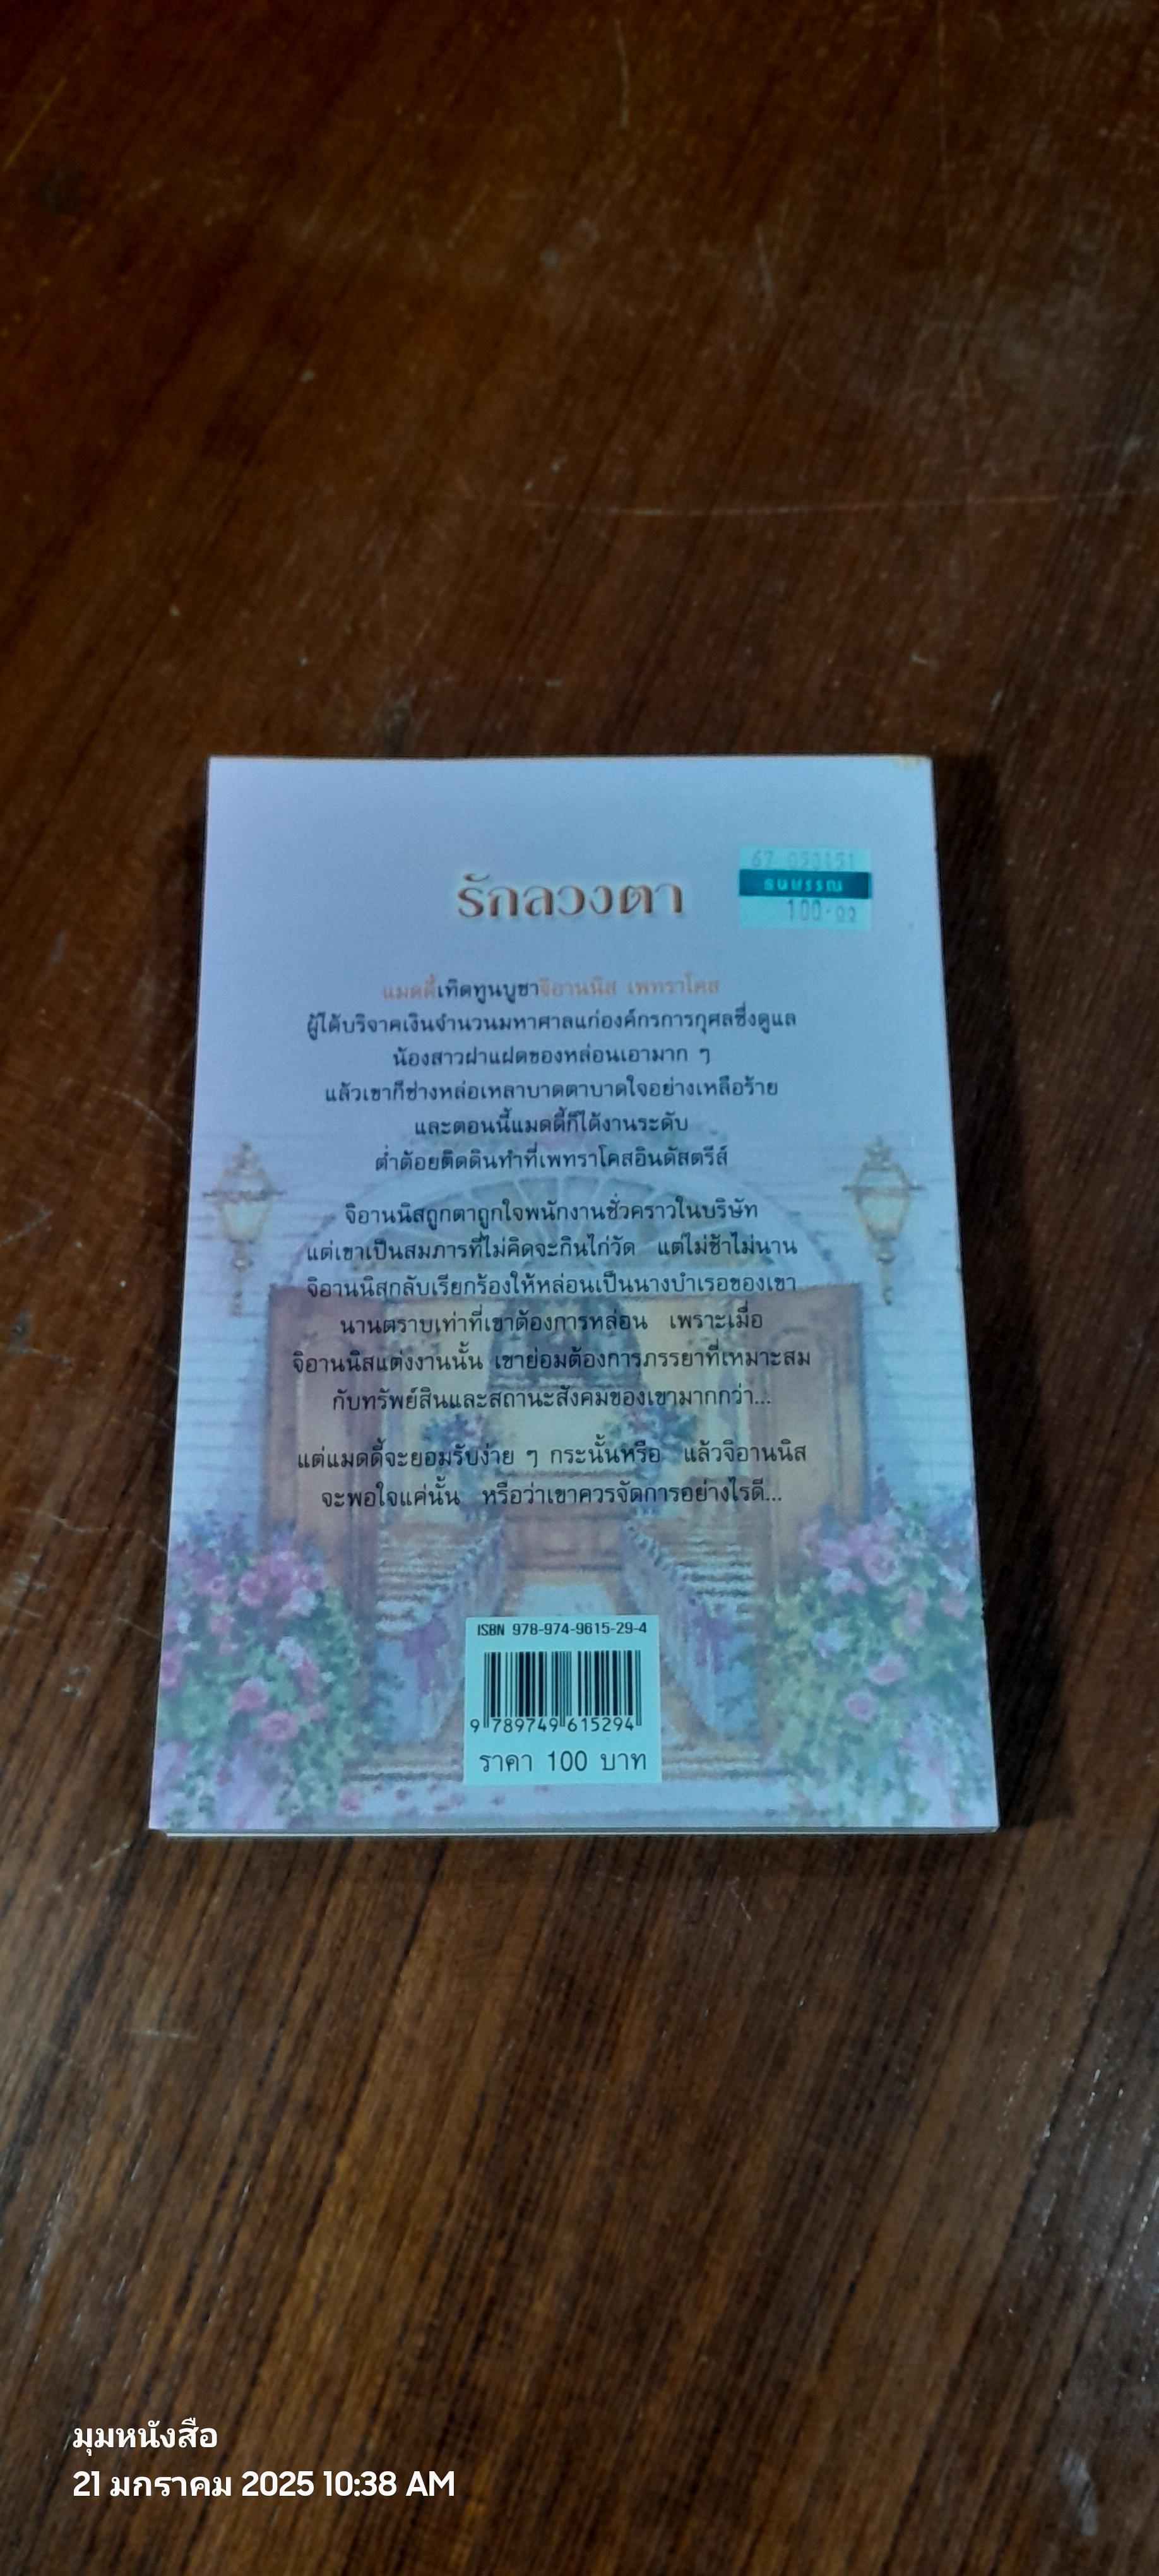 รักลวงตา
ธนบรรณ
100.00
แมดดี้เทิดทูนบูชาจิอานนิส เพทราโคส
ผู้ได้บริจาคเงินจำนวนมหาศาลแก่องค์กรการกุศลซึ่งดูแล
น้องสาวฝาแฝดของหล่อนเอามาก ๆ
แล้วเขาก็ช่างหล่อเหลาบาดตาบาดใจอย่างเหลือร้าย
และตอนนี้แมดดี้ก็ได้งานระดับ
ต่ำต้อยติดดินทำที่เพทราโคสอินดัสตรีส์
จิอานนิสถูกตาถูกใจพนักงานชั่วคราวในบริษัท
แต่เขาเป็นสมภารที่ไม่คิดจะกินไก่วัด แต่ไม่ช้าไม่นาน
จิอานนิสกลับเรียกร้องให้หล่อนเป็นนางบำเรอของเขา
นานตราบเท่าที่เขาต้องการหล่อน เพราะเมื่อ
จิอานนิสแต่งงานนั้น เขาย่อมต้องการภรรยาที่เหมาะสม
กับทรัพย์สินและสถานะสังคมของเขามากกว่า...
แต่แมดดี้จะยอมรับง่าย ๆ กระนั้นหรือ แล้วจิอานนิส
จะพอใจแค่นั้น หรือว่าเขาควรจัดการอย่างไรดี...
ISBN 978-974-9615-29-4
9 789749 615294
ราคา 100 บาท
มุมหนังสือ
21 มกราคม 2025 10:38 AM